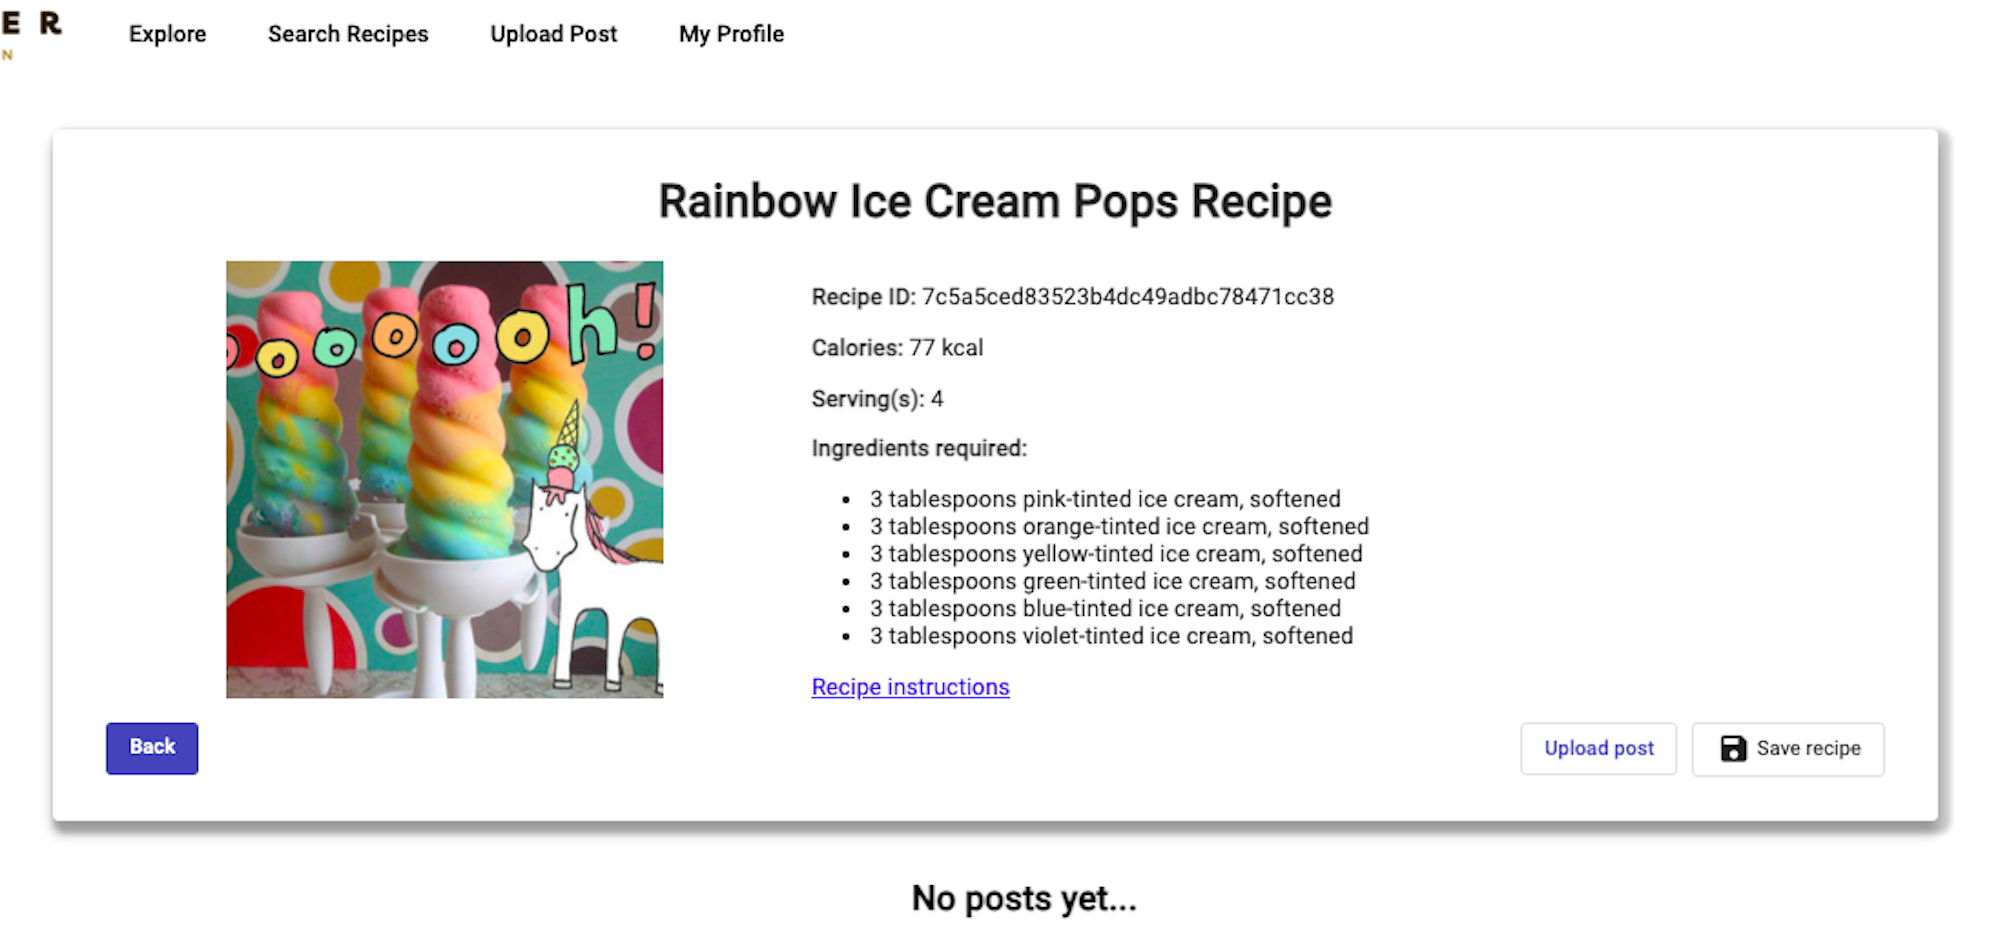 E R
N
Explore Search Recipes Upload Post My Profile
Rainbow Ice Cream Pops Recipe
ooooooh!
Recipe ID: 7c5a5ced83523b4dc49adbc78471cc38
Calories: 77 kcal
Serving(s): 4
Ingredients required:
• 3 tablespoons pink-tinted ice cream, softened
• 3 tablespoons orange-tinted ice cream, softened
• 3 tablespoons yellow-tinted ice cream, softened
• 3 tablespoons green-tinted ice cream, softened
• 3 tablespoons blue-tinted ice cream, softened
• 3 tablespoons violet-tinted ice cream, softened
Recipe instructions
Back Upload post Save recipe
No posts yet...